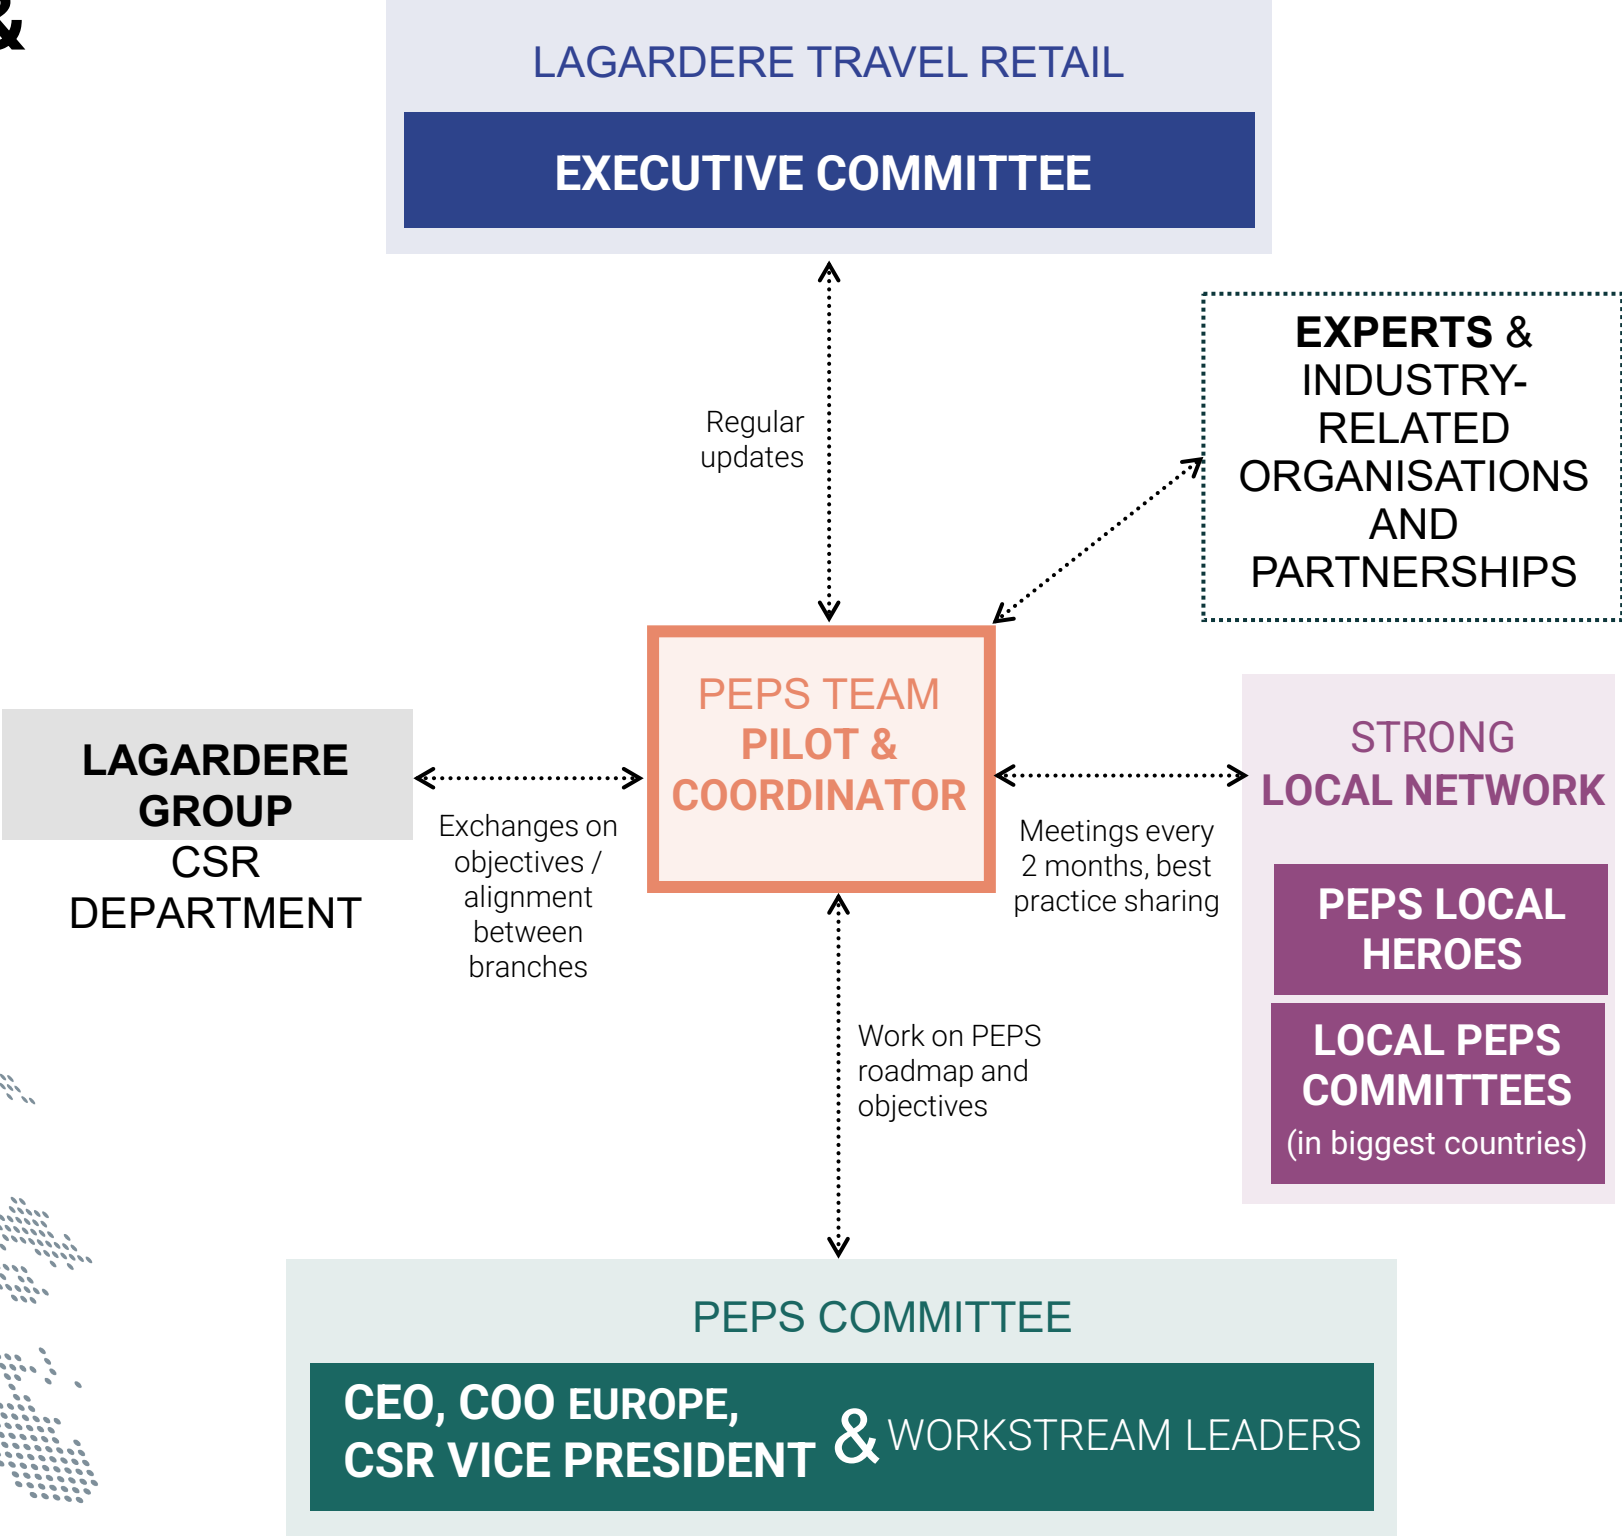 &
LAGARDERE TRAVEL RETAIL
EXECUTIVE COMMITTEE
Regular
updates
EXPERTS &
INDUSTRY-
RELATED
ORGANISATIONS
AND
PARTNERSHIPS
LAGARDERE
GROUP
CSR
DEPARTMENT
Exchanges on
objectives /
alignment
between
branches
PEPS TEAM
PILOT &
COORDINATOR
Meetings every
2 months, best
practice sharing
STRONG
LOCAL NETWORK
PEPS LOCAL
HEROES
LOCAL PEPS
COMMITTEES
(in biggest countries)
Work on PEPS
roadmap and
objectives
PEPS COMMITTEE
CEO, COO EUROPE,
CSR VICE PRESIDENT
& WORKSTREAM LEADERS